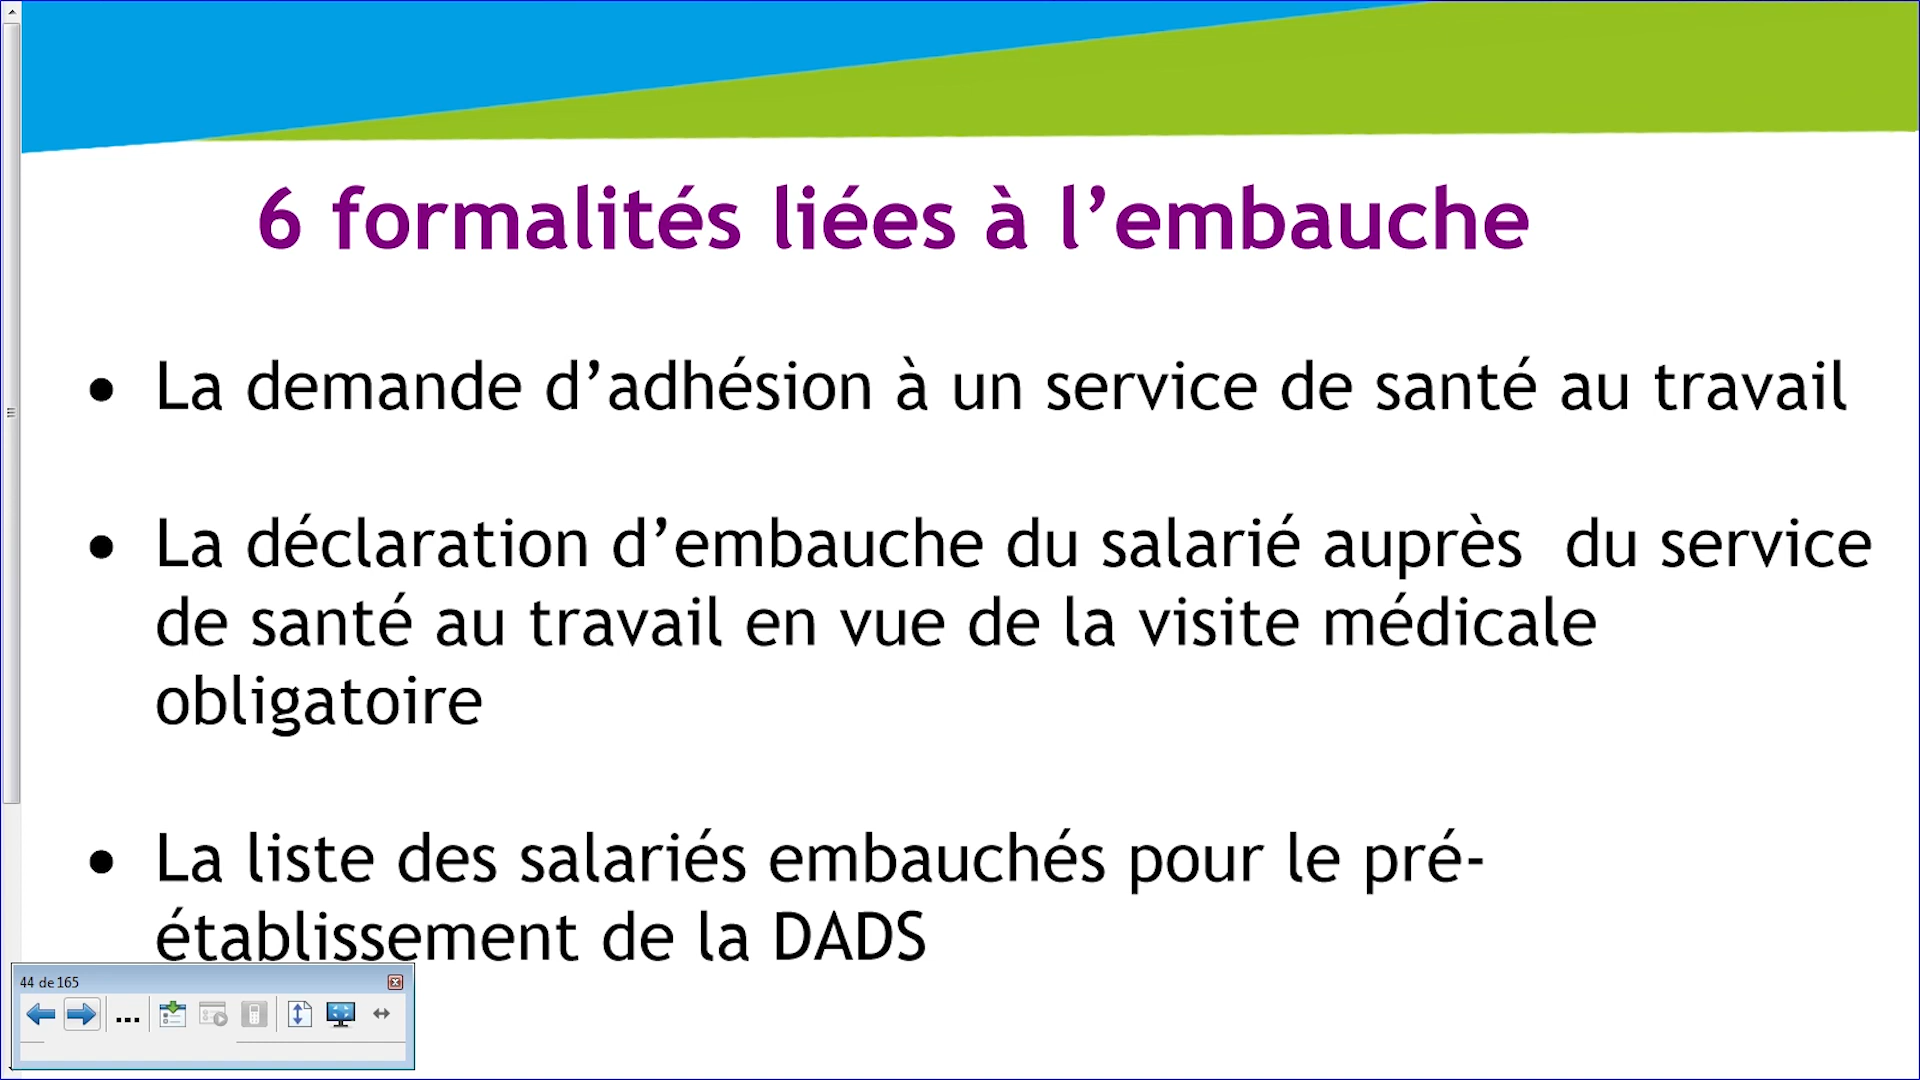 6 formalités liées à l’embauche
• La demande d’adhésion à un service de santé au travail
• La déclaration d’embauche du salarié auprès  du service
de santé au travail en vue de la visite médicale
obligatoire
• La liste des salariés embauchés pour le pré-
établissement de la DADS
44 de 165